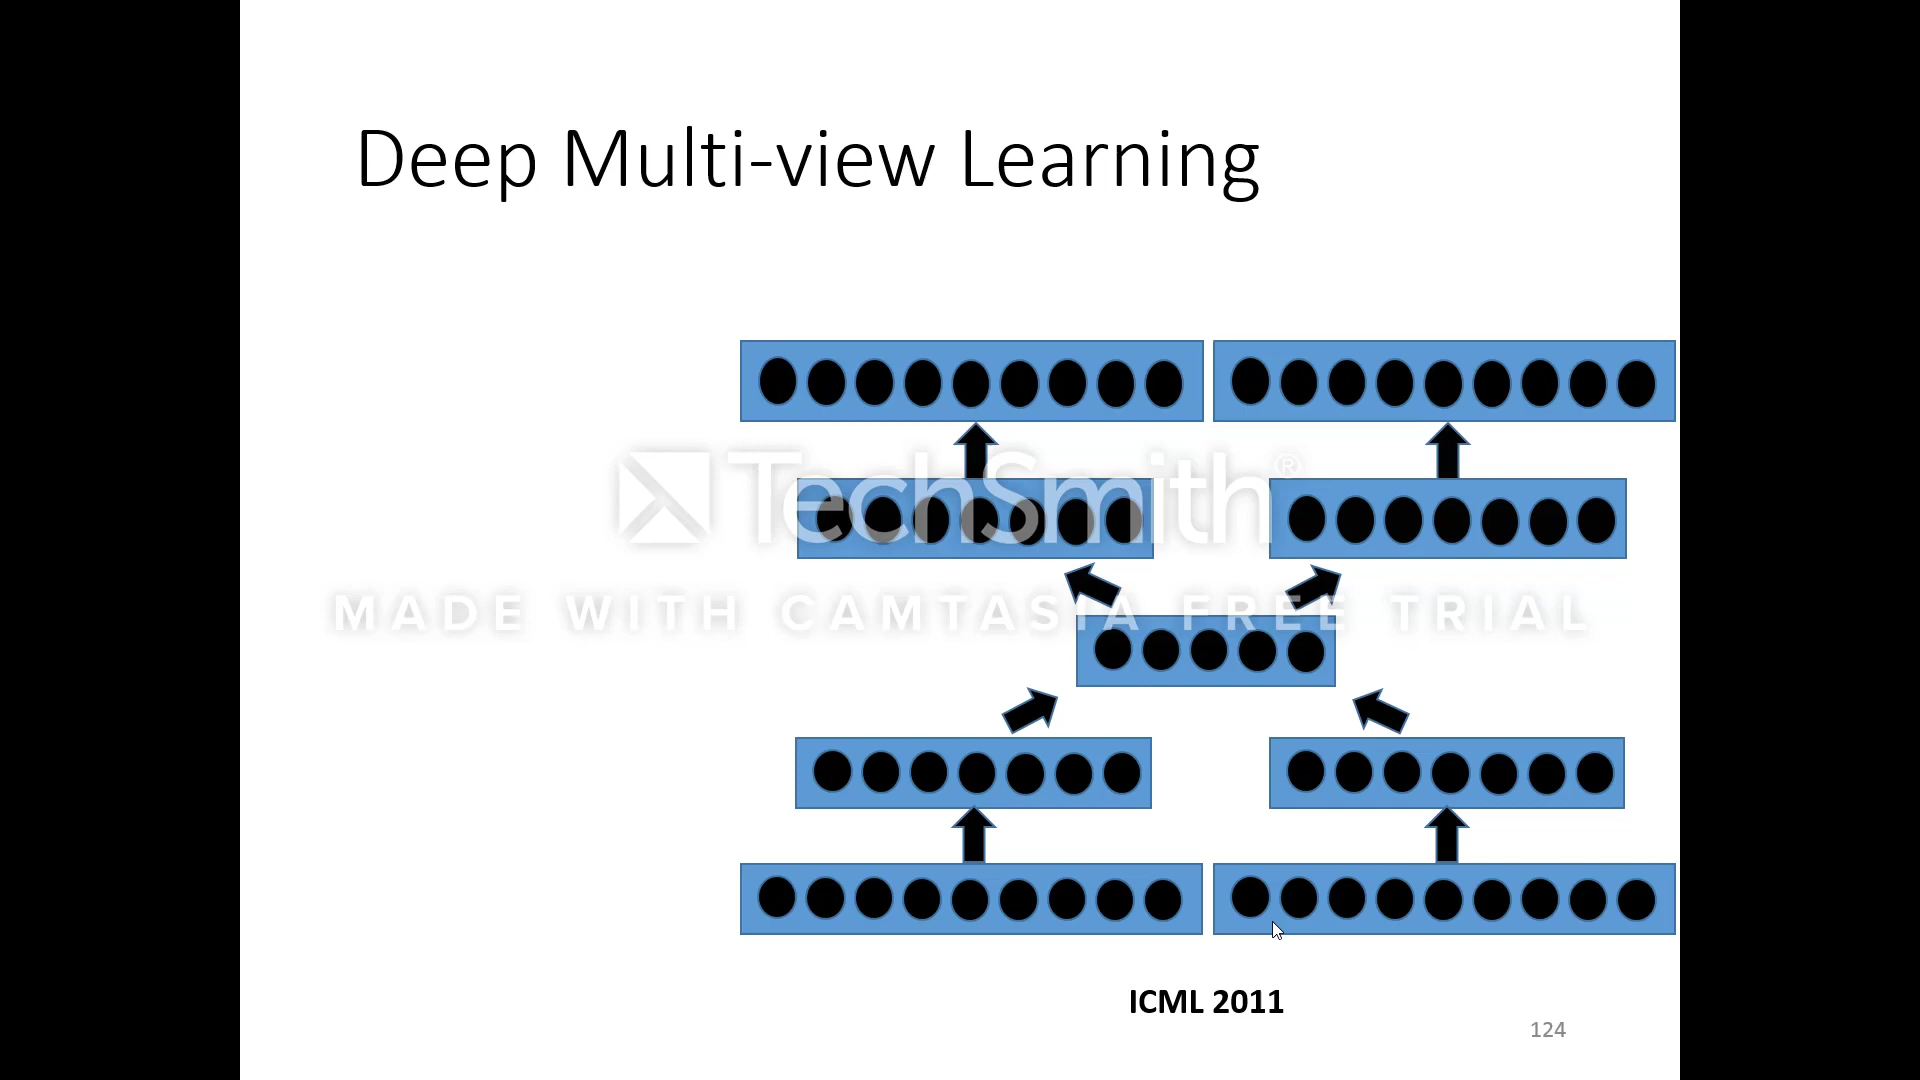 Deep Multi-view Learning
TechSmith®
MADE WITH CAMTASIA FREE TRIAL
ICML 2011
124